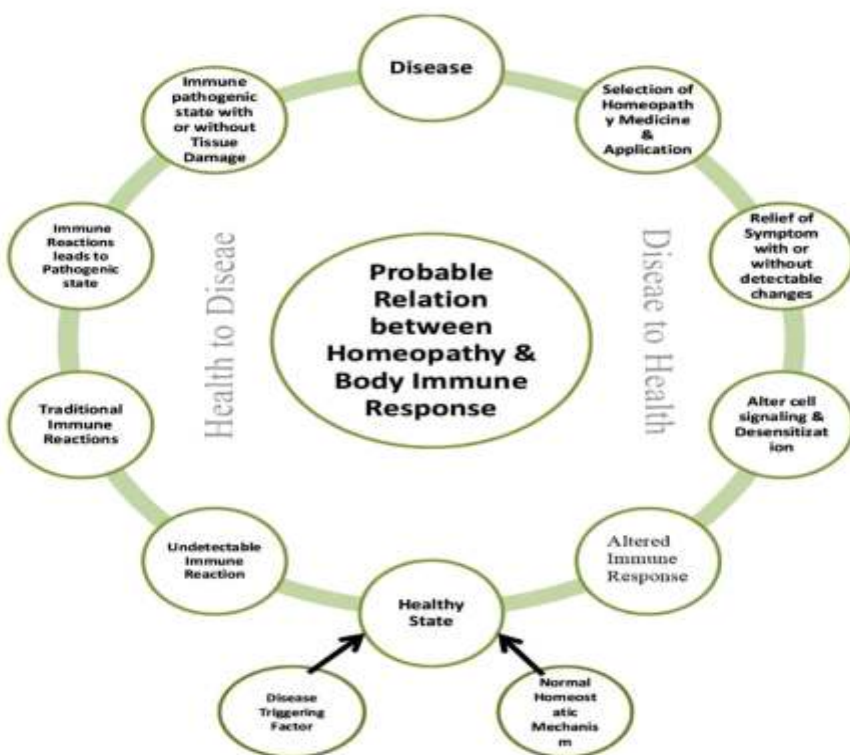 Disease
Selection of
Homeopath
y Medicine
&
Application
Relief of
Symptom
with or
without
detectable
changes
Alter cell
signaling &
Desensitizat
ion
Altered
Immune
Response
Healthy
State
Undetectable
Immune
Reaction
Traditional
Immune
Reactions
Immune
Reactions
leads to
Pathogenic
state
Immune
pathogenic
state with
or without
Tissue
Damage
Health to Diseae
Probable
Relation
between
Homeopathy &
Body Immune
Response
Diseae to Health
Disease
Triggering
Factor
Normal
Homeost
atic
Mechanis
m